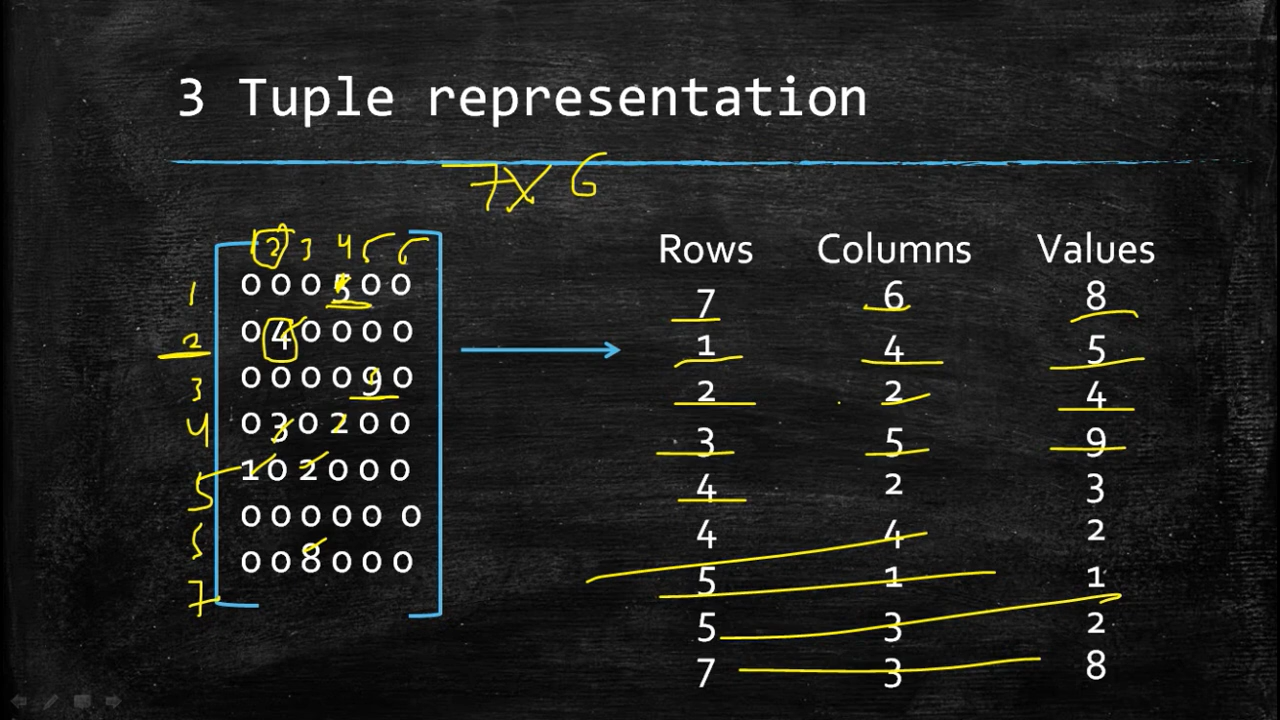 3 Tuple representation
7X6
2 3 4 5 6
Rows Columns Values
1 0 0 0 5 0 0
2 0 4 0 0 0 0
3 0 0 0 0 9 0
4 0 3 0 2 0 0
5 1 0 2 0 0 0
5 0 0 0 0 0 0
7 0 0 8 0 0 0
7 6 8
1 4 5
2 2 4
3 5 9
4 2 3
4 4 2
5 1 1
5 3 2
7 3 8